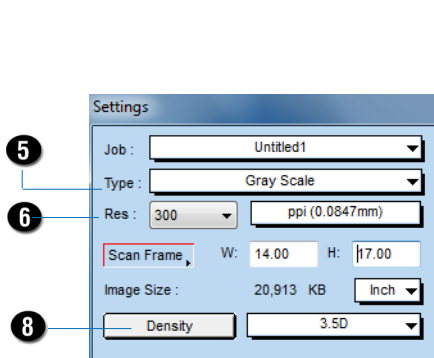 Settings
5
Job : Untitled1
Type : Gray Scale
6
Res : 300 ppi (0.0847mm)
Scan Frame W: 14.00 H: 17.00
Image Size : 20,913 KB Inch
8
Density 3.5D